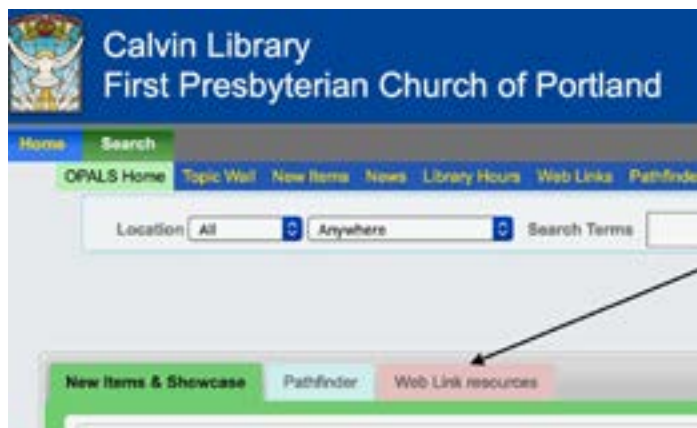 Calvin Library
First Presbyterian Church of Portland
Home Search
OPALS Home Topic Wall New Items News Library Hours Web Links Pathfinde
Location All Anywhere Search Terms
New Items & Showcase Pathfinder Web Link resources